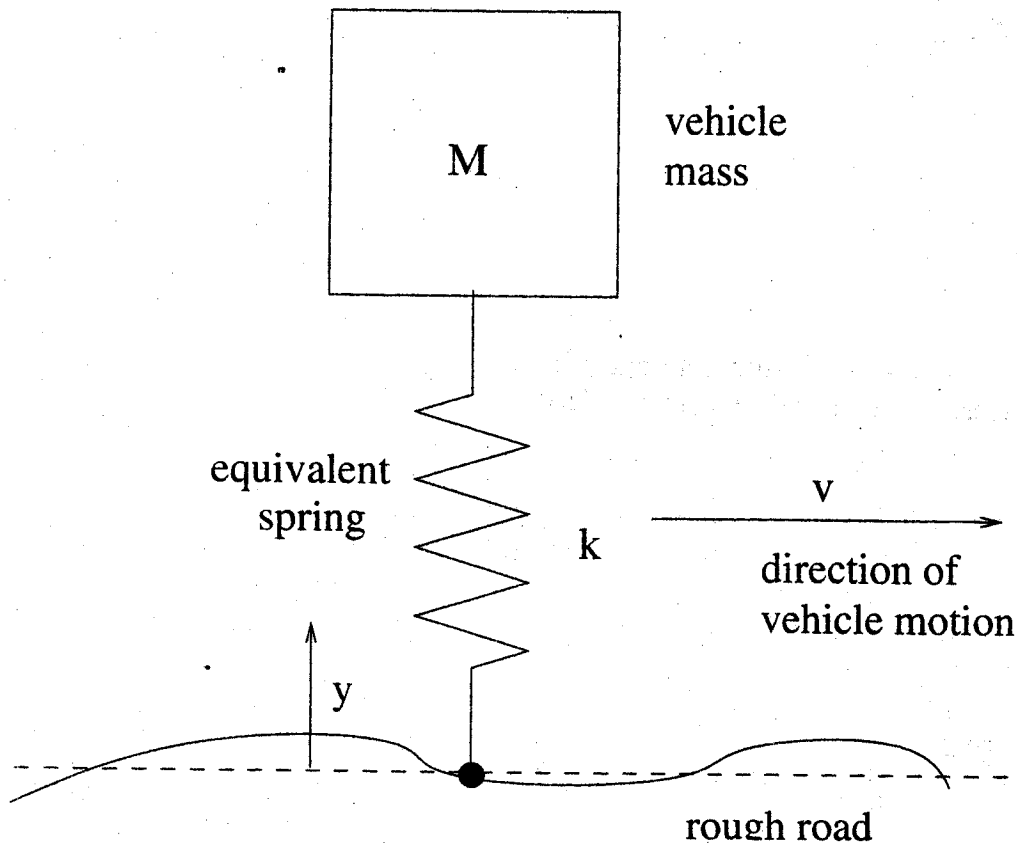 vehicle
mass
M
equivalent
spring
v
k
direction of
vehicle motion
y
rough road